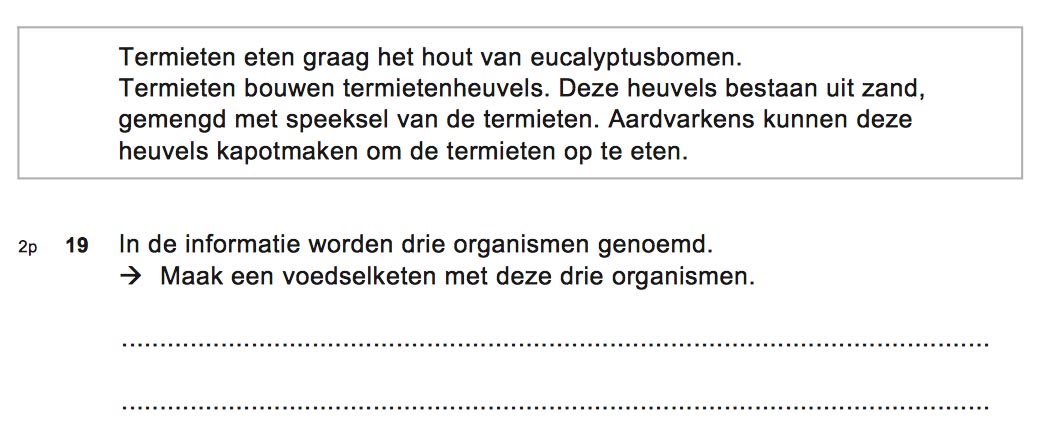 Termieten eten graag het hout van eucalyptusbomen.
Termieten bouwen termietenheuvels. Deze heuvels bestaan uit zand,
gemengd met speeksel van de termieten. Aardvarkens kunnen deze
heuvels kapotmaken om de termieten op te eten.
2p 19 In de informatie worden drie organismen genoemd.
→ Maak een voedselketen met deze drie organismen.